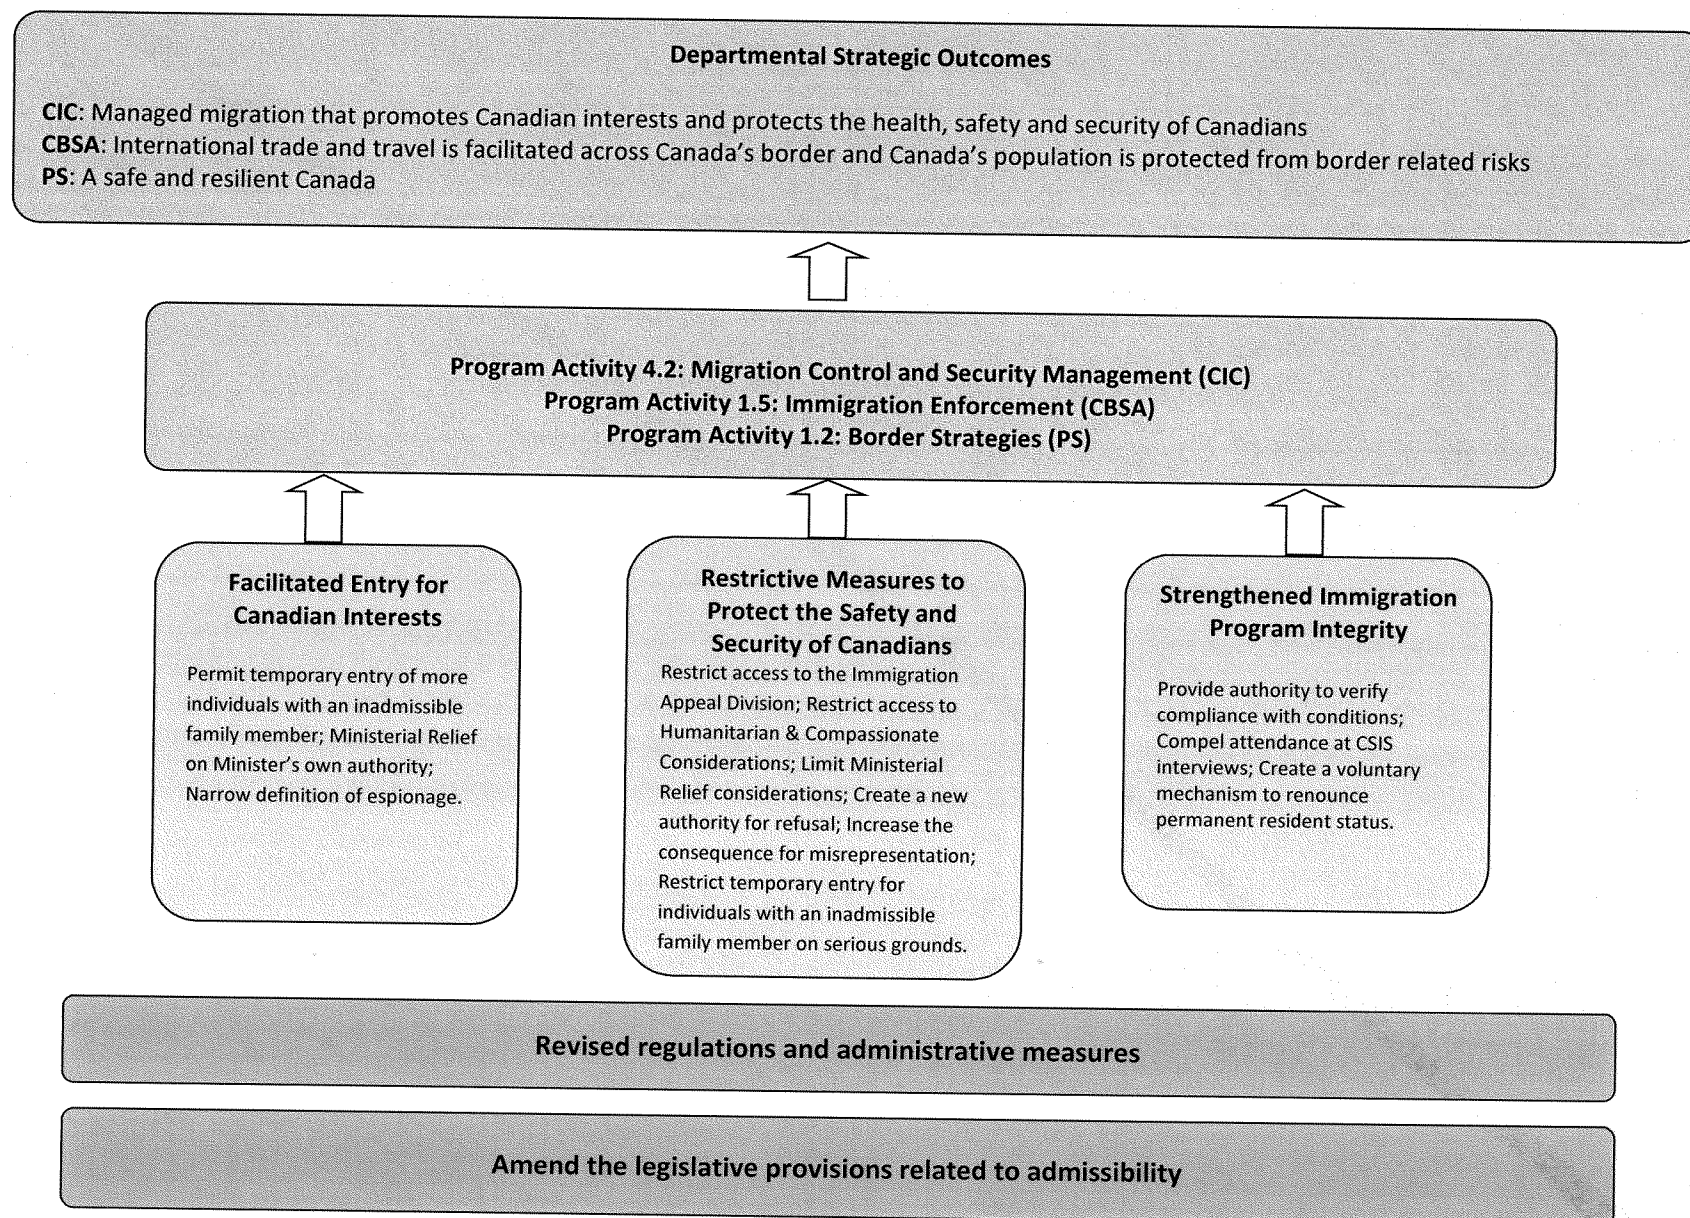 Departmental Strategic Outcomes
CIC: Managed migration that promotes Canadian interests and protects the health, safety and security of Canadians
CBSA: International trade and travel is facilitated across Canada's border and Canada's population is protected from border related risks
PS: A safe and resilient Canada
Program Activity 4.2: Migration Control and Security Management (CIC)
Program Activity 1.5: Immigration Enforcement (CBSA)
Program Activity 1.2: Border Strategies (PS)
Facilitated Entry for
Canadian Interests
Permit temporary entry of more
individuals with an inadmissible
family member; Ministerial Relief
on Minister's own authority;
Narrow definition of espionage.
Restrictive Measures to
Protect the Safety and
Security of Canadians
Restrict access to the Immigration
Appeal Division; Restrict access to
Humanitarian & Compassionate
Considerations; Limit Ministerial
Relief considerations; Create a new
authority for refusal; Increase the
consequence for misrepresentation;
Restrict temporary entry for
individuals with an inadmissible
family member on serious grounds.
Strengthened Immigration
Program Integrity
Provide authority to verify
compliance with conditions;
Compel attendance at CSIS
interviews; Create a voluntary
mechanism to renounce
permanent resident status.
Revised regulations and administrative measures
Amend the legislative provisions related to admissibility